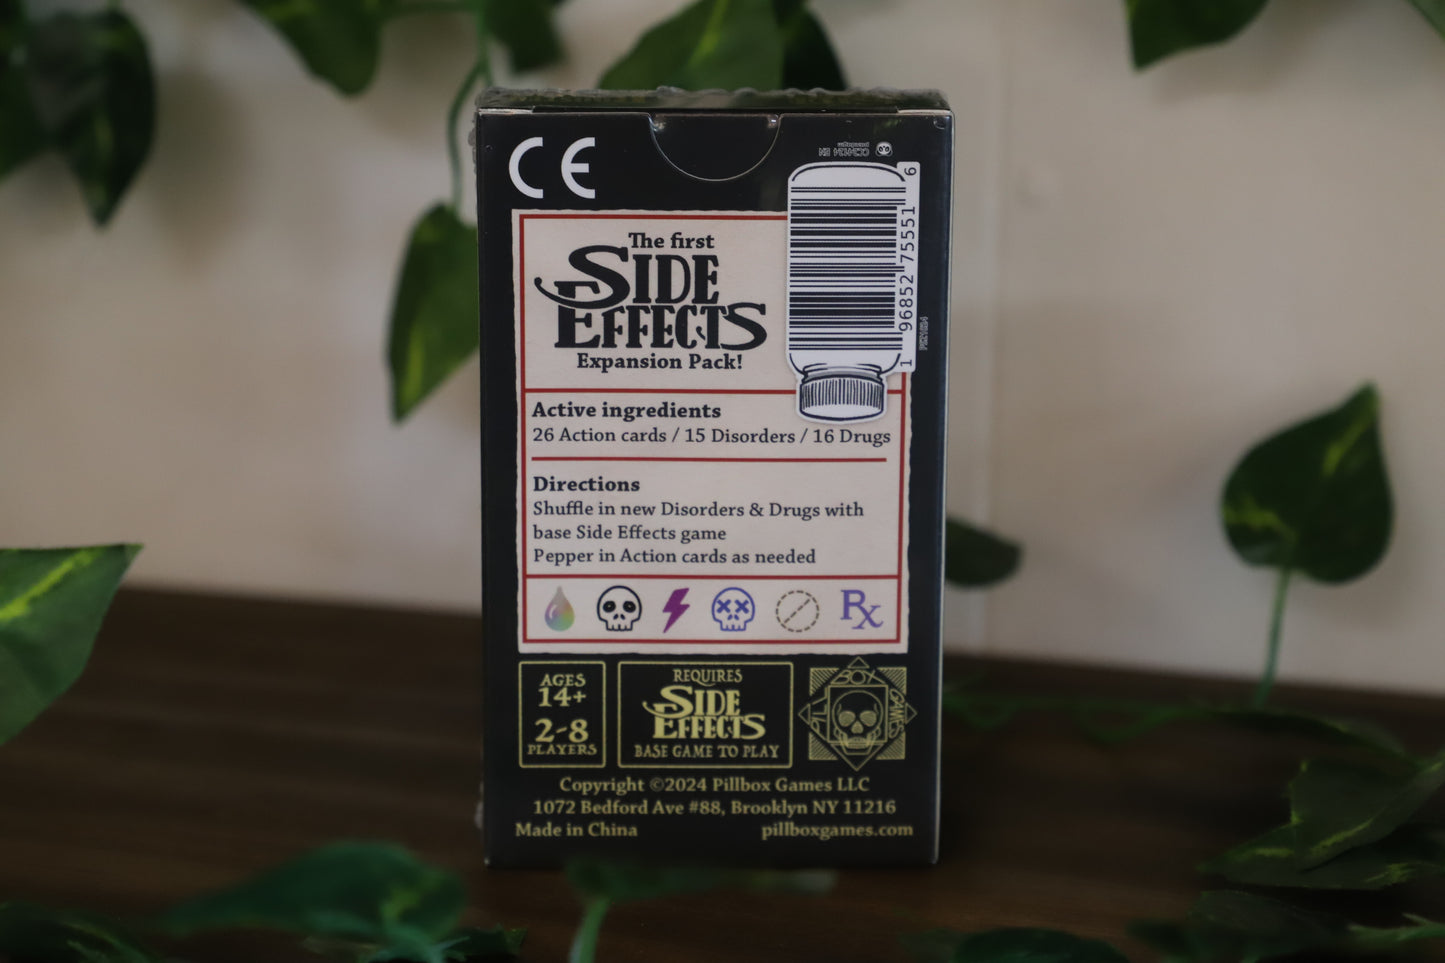 CE
The first
SIDE
EFFECTS
Expansion Pack!
1 96852 75551 6
Active ingredients
26 Action cards / 15 Disorders / 16 Drugs
Directions
Shuffle in new Disorders & Drugs with
base Side Effects game
Pepper in Action cards as needed
Rx
AGES
14+
2-8
PLAYERS
REQUIRES
SIDE
EFFECTS
BASE GAME TO PLAY
PILLBOX GAMES
Copyright ©2024 Pillbox Games LLC
1072 Bedford Ave #88, Brooklyn NY 11216
Made in China
pillboxgames.com